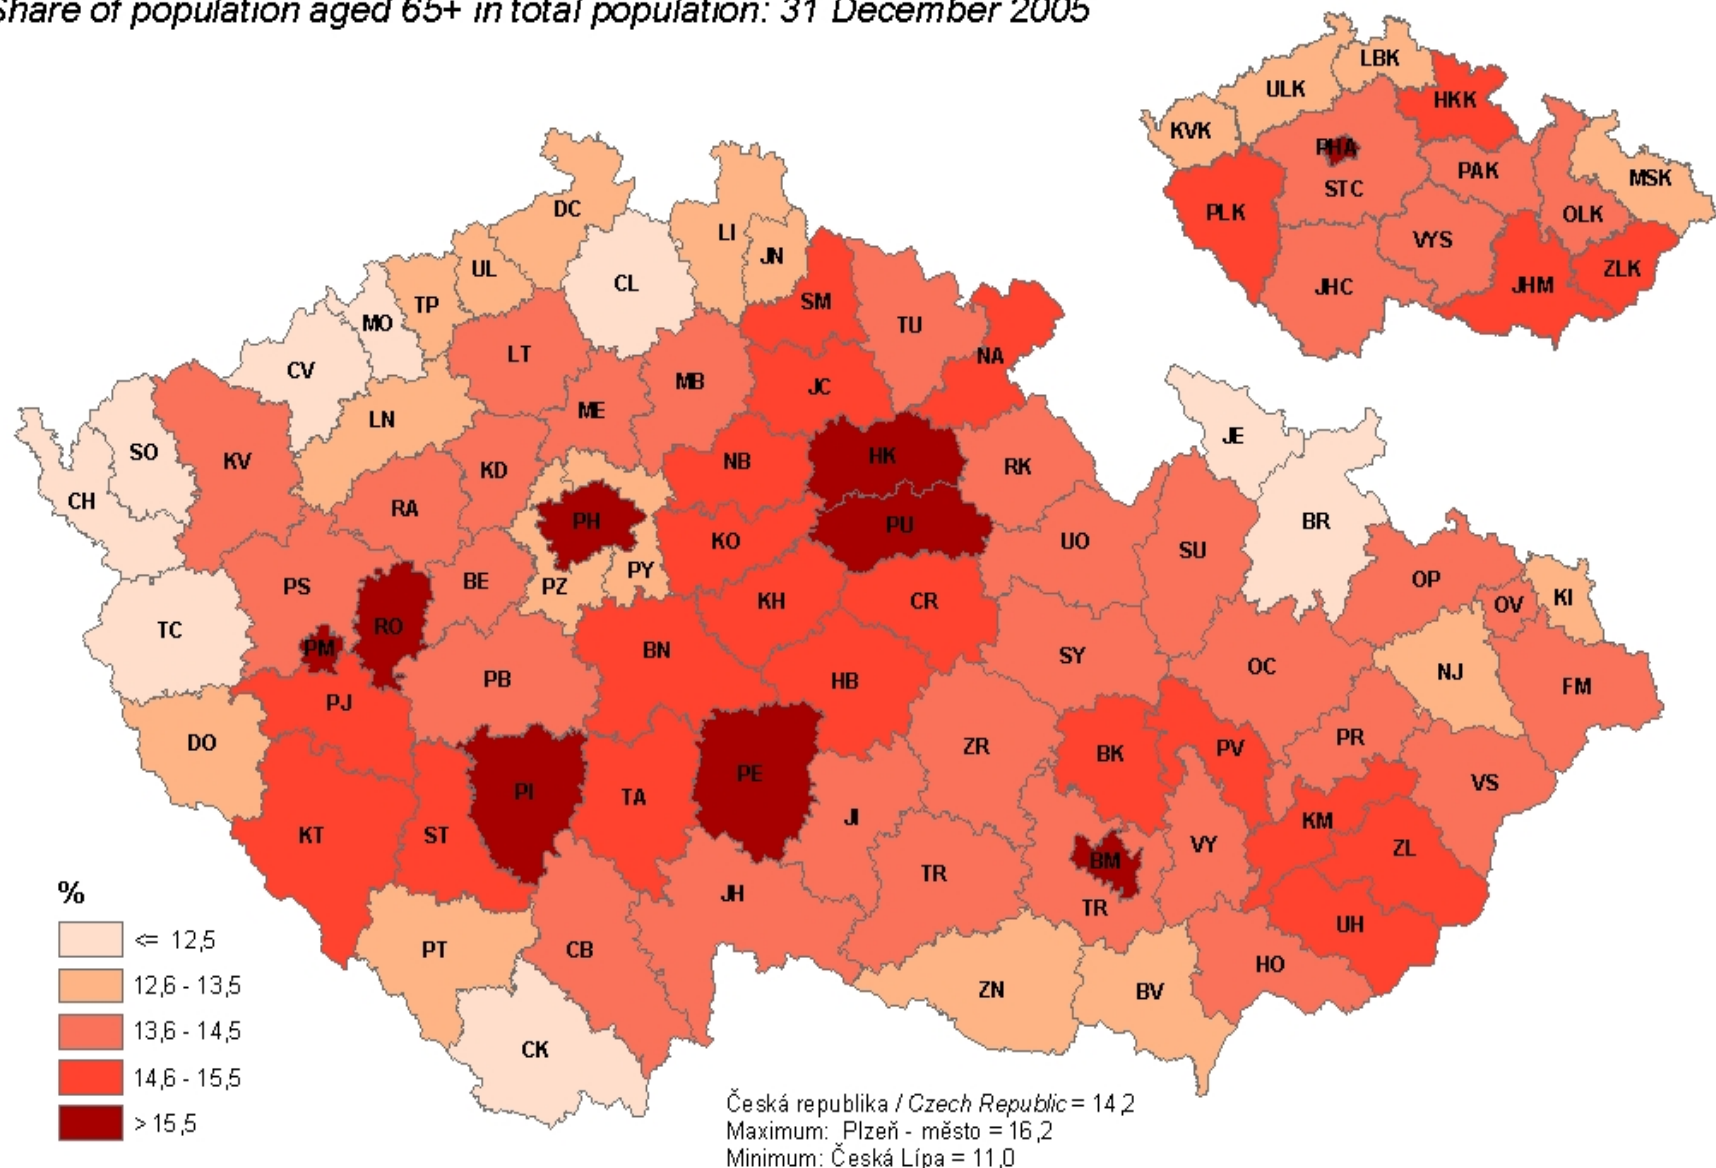 Share of population aged 65+ in total population: 31 December 2005
LBK
ULK
HKK
KVK
PHA
PAK
MSK
STC
PLK
OLK
VYS
ZLK
JHC
JHM
DC
LI
JN
UL
CL
TP
SM
MO
TU
LT
NA
CV
MB
JC
ME
LN
JE
SO
HK
KV
NB
RK
KD
CH
RA
PH
PU
BR
KO
UO
SU
PY
OP
BE
PS
PZ
KI
KH
CR
OV
RO
TC
PM
BN
SY
OC
NJ
PB
HB
FM
PJ
DO
ZR
PR
PV
BK
PE
VS
PI
TA
JI
KM
KT
ST
VY
ZL
BM
TR
JH
TR
UH
PT
CB
HO
ZN
BV
CK
%
<= 12,5
12,6 - 13,5
13,6 - 14,5
14,6 - 15,5
> 15,5
Česká republika / Czech Republic = 14,2
Maximum: Plzeň - město = 16,2
Minimum: Česká Lípa = 11,0